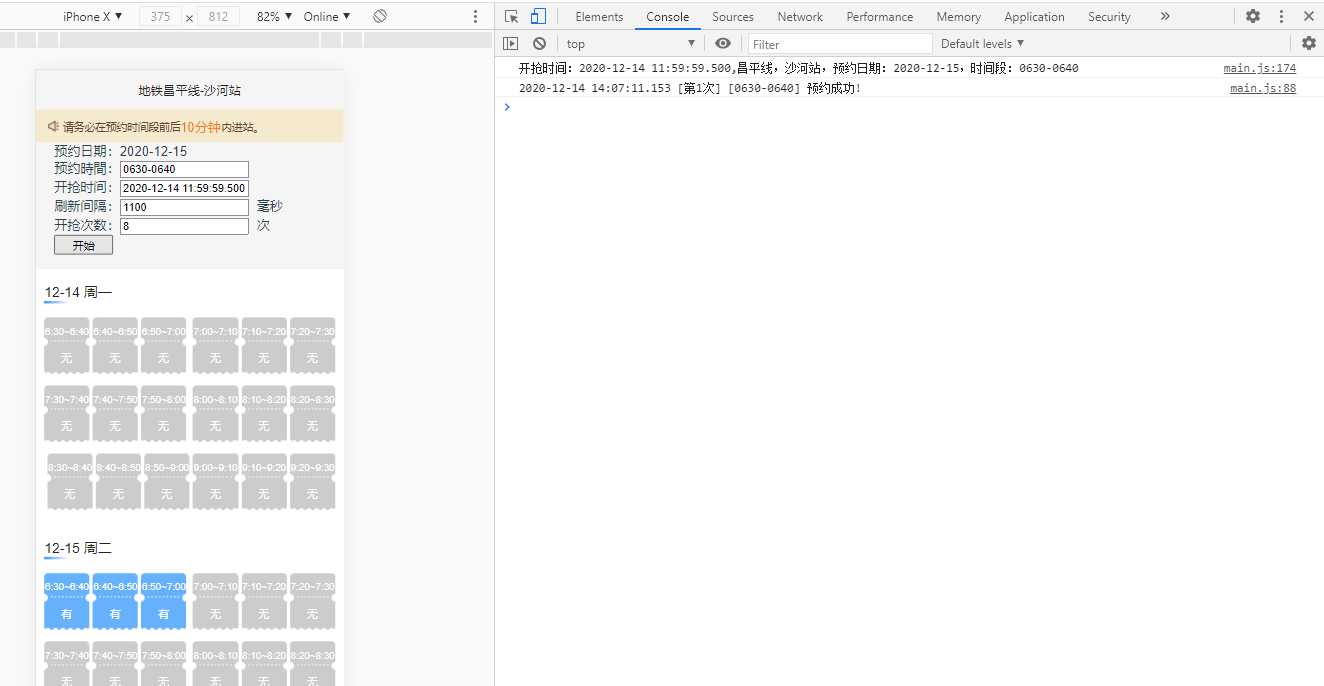 iPhone X ▼ 375 × 812 82% ▼ Online ▼
Elements Console Sources Network Performance Memory Application Security »
top ▼ Filter Default levels ▼
开抢时间：2020-12-14 11:59:59.500,昌平线，沙河站，预约日期：2020-12-15，时间段：0630-0640 main.js:174
2020-12-14 14:07:11.153 [第1次] [0630-0640] 预约成功! main.js:88
地铁昌平线-沙河站
请务必在预约时间段前后10分钟内进站。
预约日期：2020-12-15
预约時間：0630-0640
开抢时间：2020-12-14 11:59:59.500
刷新间隔：1100 毫秒
开抢次数：8 次
开始
12-14 周一
6:30~6:40 6:40~6:50 6:50~7:00 7:00~7:10 7:10~7:20 7:20~7:30
无 无 无 无 无 无
7:30~7:40 7:40~7:50 7:50~8:00 8:00~8:10 8:10~8:20 8:20~8:30
无 无 无 无 无 无
8:30~8:40 8:40~8:50 8:50~9:00 9:00~9:10 9:10~9:20 9:20~9:30
无 无 无 无 无 无
12-15 周二
6:30~6:40 6:40~6:50 6:50~7:00 7:00~7:10 7:10~7:20 7:20~7:30
有 有 有 无 无 无
7:30~7:40 7:40~7:50 7:50~8:00 8:00~8:10 8:10~8:20 8:20~8:30
无 无 无 无 无 无